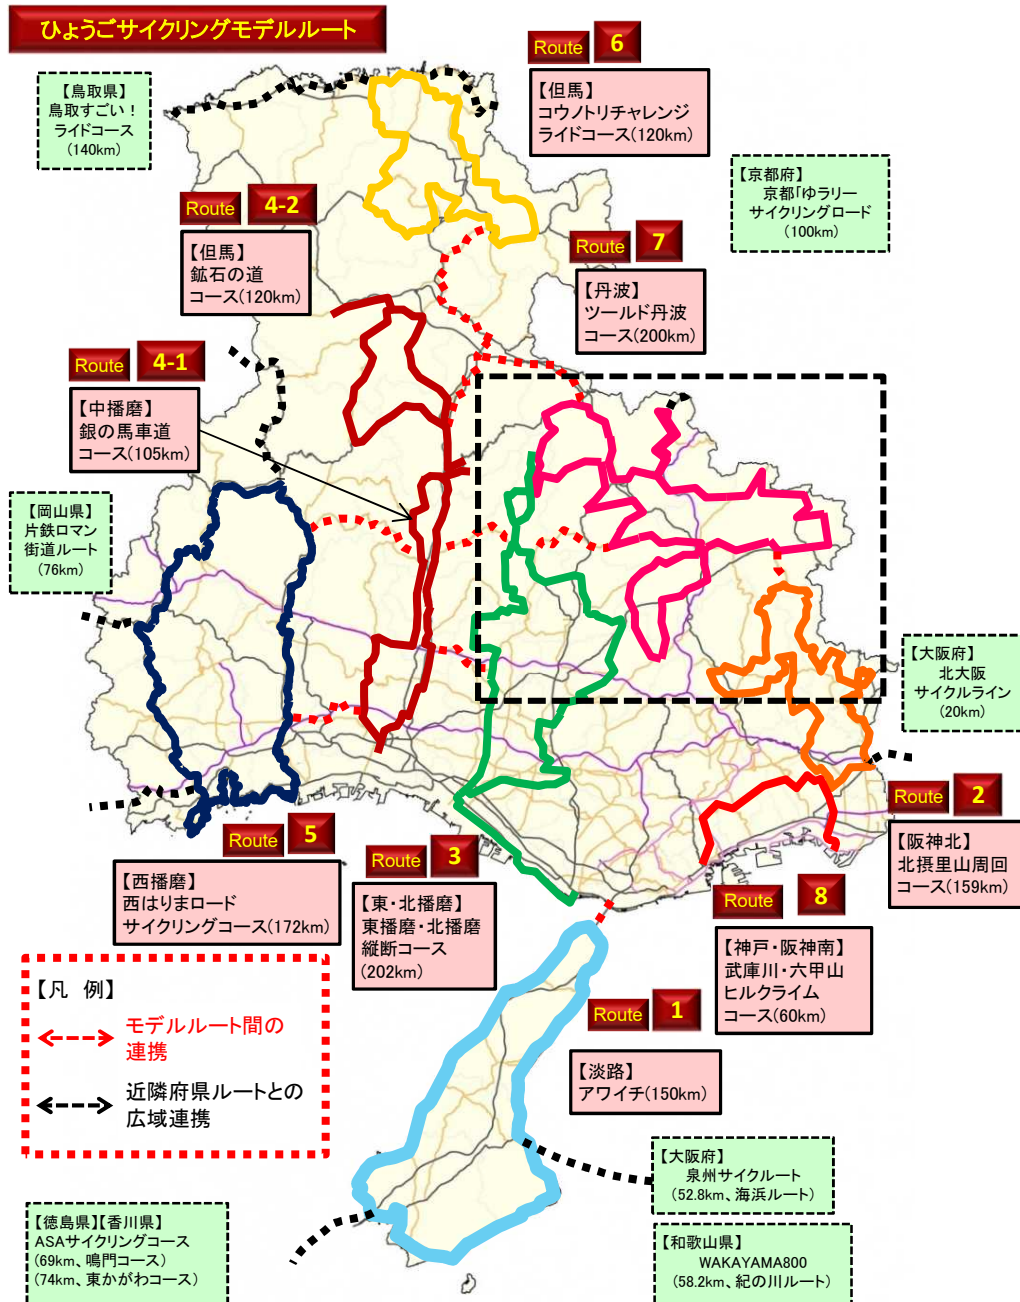 ひょうごサイクリングモデルルート
Route 6
【但馬】
コウノトリチャレンジ
ライドコース(120km)
【鳥取県】
鳥取すごい！
ライドコース
(140km)
【京都府】
京都「ゆラリー
サイクリングロード
(100km)
Route 4-2
【但馬】
鉱石の道
コース(120km)
Route 7
【丹波】
ツールド丹波
コース(200km)
Route 4-1
【中播磨】
銀の馬車道
コース(105km)
【岡山県】
片鉄ロマン
街道ルート
(76km)
【大阪府】
北大阪
サイクルライン
(20km)
Route 2
【阪神北】
北摂里山周回
コース(159km)
Route 5
【西播磨】
西はりまロード
サイクリングコース(172km)
Route 3
【東・北播磨】
東播磨・北播磨
縦断コース
(202km)
Route 8
【神戸・阪神南】
武庫川・六甲山
ヒルクライム
コース(60km)
【凡 例】
モデルルート間の
連携
近隣府県ルートとの
広域連携
Route 1
【淡路】
アワイチ(150km)
【大阪府】
泉州サイクルート
(52.8km、海浜ルート)
【徳島県】【香川県】
ASAサイクリングコース
(69km、鳴門コース)
(74km、東かがわコース)
【和歌山県】
WAKAYAMA800
(58.2km、紀の川ルート)